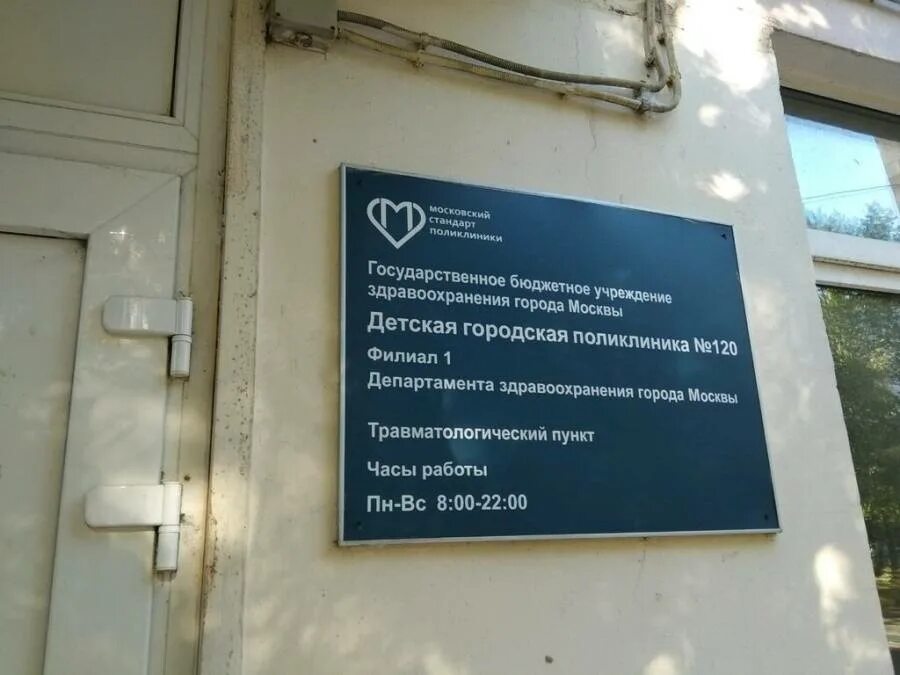 М
московский
стандарт
поликлиники
Государственное бюджетное учреждение
здравоохранения города Москвы
Детская городская поликлиника №120
Филиал 1
Департамента здравоохранения города Москвы
Травматологический пункт
Часы работы
Пн-Вс 8:00-22:00